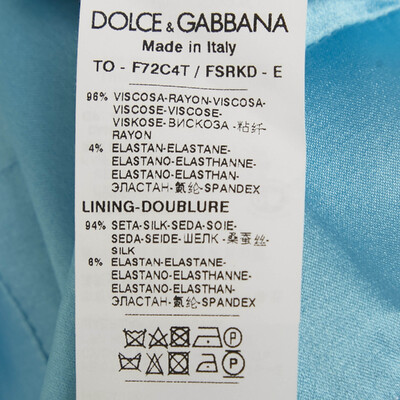 DOLCE & GABBANA
Made in Italy
TO - F72C4T / FSRKD - E
96% VISCOSA-RAYON-VISCOSA-
VISCOSE-VISCOSE-
VISKOSE-ВИСКОЗА-粘纤-
RAYON
4% ELASTAN-ELASTANE-
ELASTANO-ELASTHANNE-
ELASTANO-ELASTHAN-
ЭЛАСТАН-氨纶-SPANDEX
LINING-DOUBLURE
94% SETA-SILK-SEDA-SOIE-
SEDA-SEIDE-ШЕЛК-桑蚕丝-
SILK
6% ELASTAN-ELASTANE-
ELASTANO-ELASTHANNE-
ELASTANO-ELASTHAN-
ЭЛАСТАН-氨纶-SPANDEX
P
P